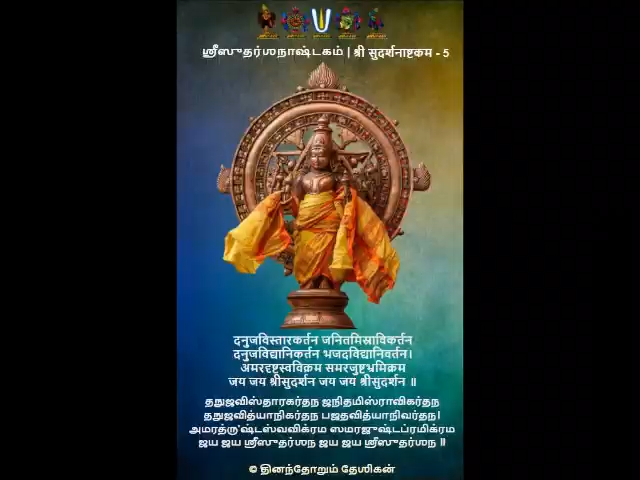 ஶ்ரீஸுதர்ஶநாஷ்டகம் | श्री सुदर्शनाष्टकम - 5
दनुजविस्तारकर्तन जनितमिस्राविकर्तन
दनुजविद्यानिकर्तन भजदविद्यानिवर्तन।
अमरदृष्टस्वविक्रम समरजुष्टभ्रमिक्रम
जय जय श्रीसुदर्शन जय जय श्रीसुदर्शन ॥
தநுஜவிஸ்தாரகர்தந ஜநிதமிஸ்ராவிகர்தந
தநுஜவித்யாநிகர்தந பஜதவித்யாநிவர்தந।
அமரத்ருʼஷ்டஸ்வவிக்ரம ஸமரஜுஷ்டப்ரமிக்ரம
ஜய ஜய ஶ்ரீஸுதர்ஶந ஜய ஜய ஶ்ரீஸுதர்ஶந ॥
© தினந்தோறும் தேஶிகன்